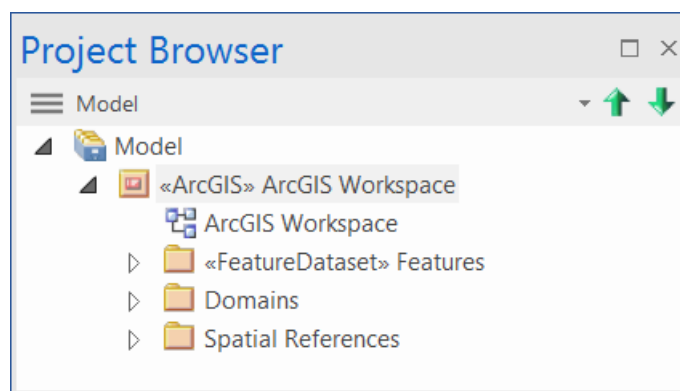 Project Browser
Model
Model
«ArcGIS» ArcGIS Workspace
ArcGIS Workspace
«FeatureDataset» Features
Domains
Spatial References